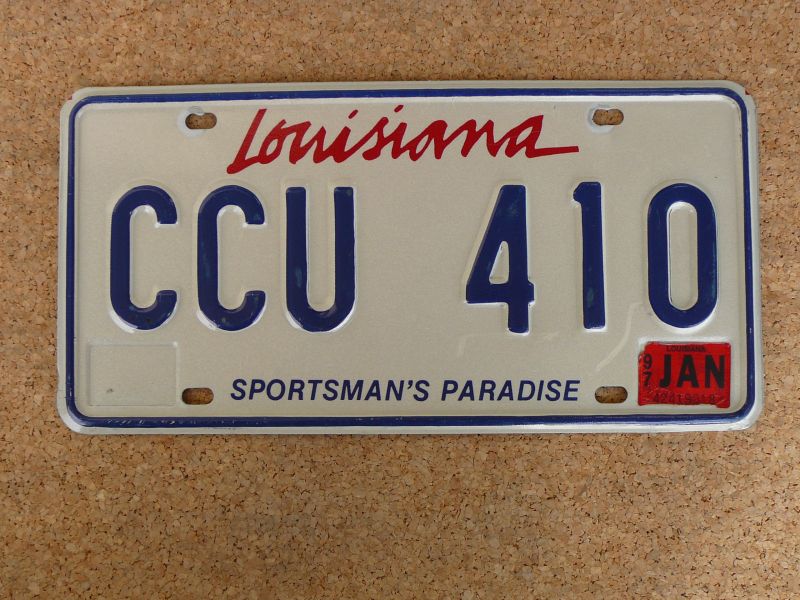 Louisiana
CCU 410
SPORTSMAN'S PARADISE
LOUISIANA
97 JAN